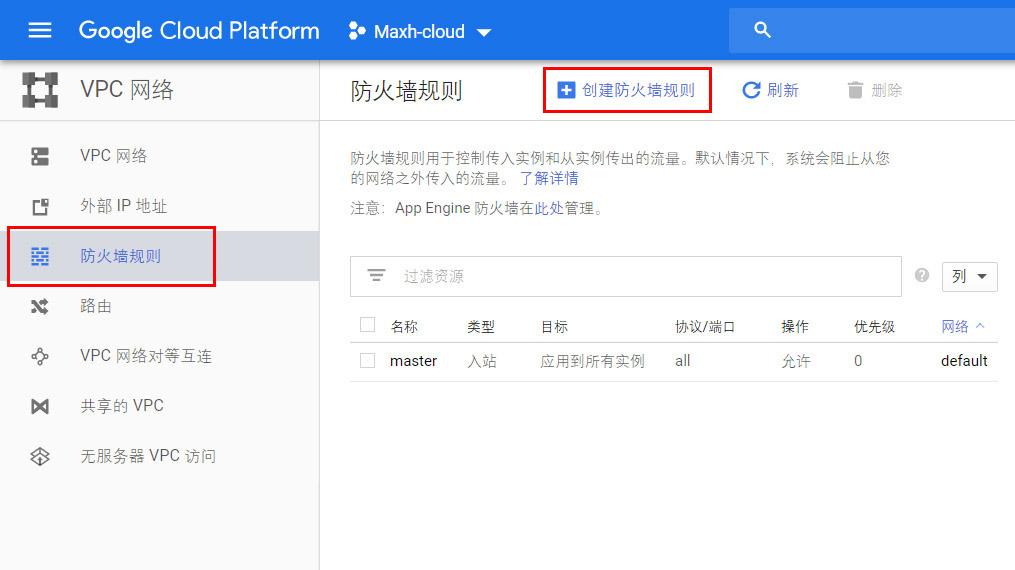 Google Cloud Platform Maxh-cloud
VPC 网络
防火墙规则 创建防火墙规则 刷新 删除
VPC 网络
外部 IP 地址
防火墙规则
路由
VPC 网络对等互连
共享的 VPC
无服务器 VPC 访问
防火墙规则用于控制传入实例和从实例传出的流量。默认情况下，系统会阻止从您
的网络之外传入的流量。 了解详情
注意：App Engine 防火墙在此处管理。
过滤资源 列
名称 类型 目标 协议/端口 操作 优先级 网络
master 入站 应用到所有实例 all 允许 0 default